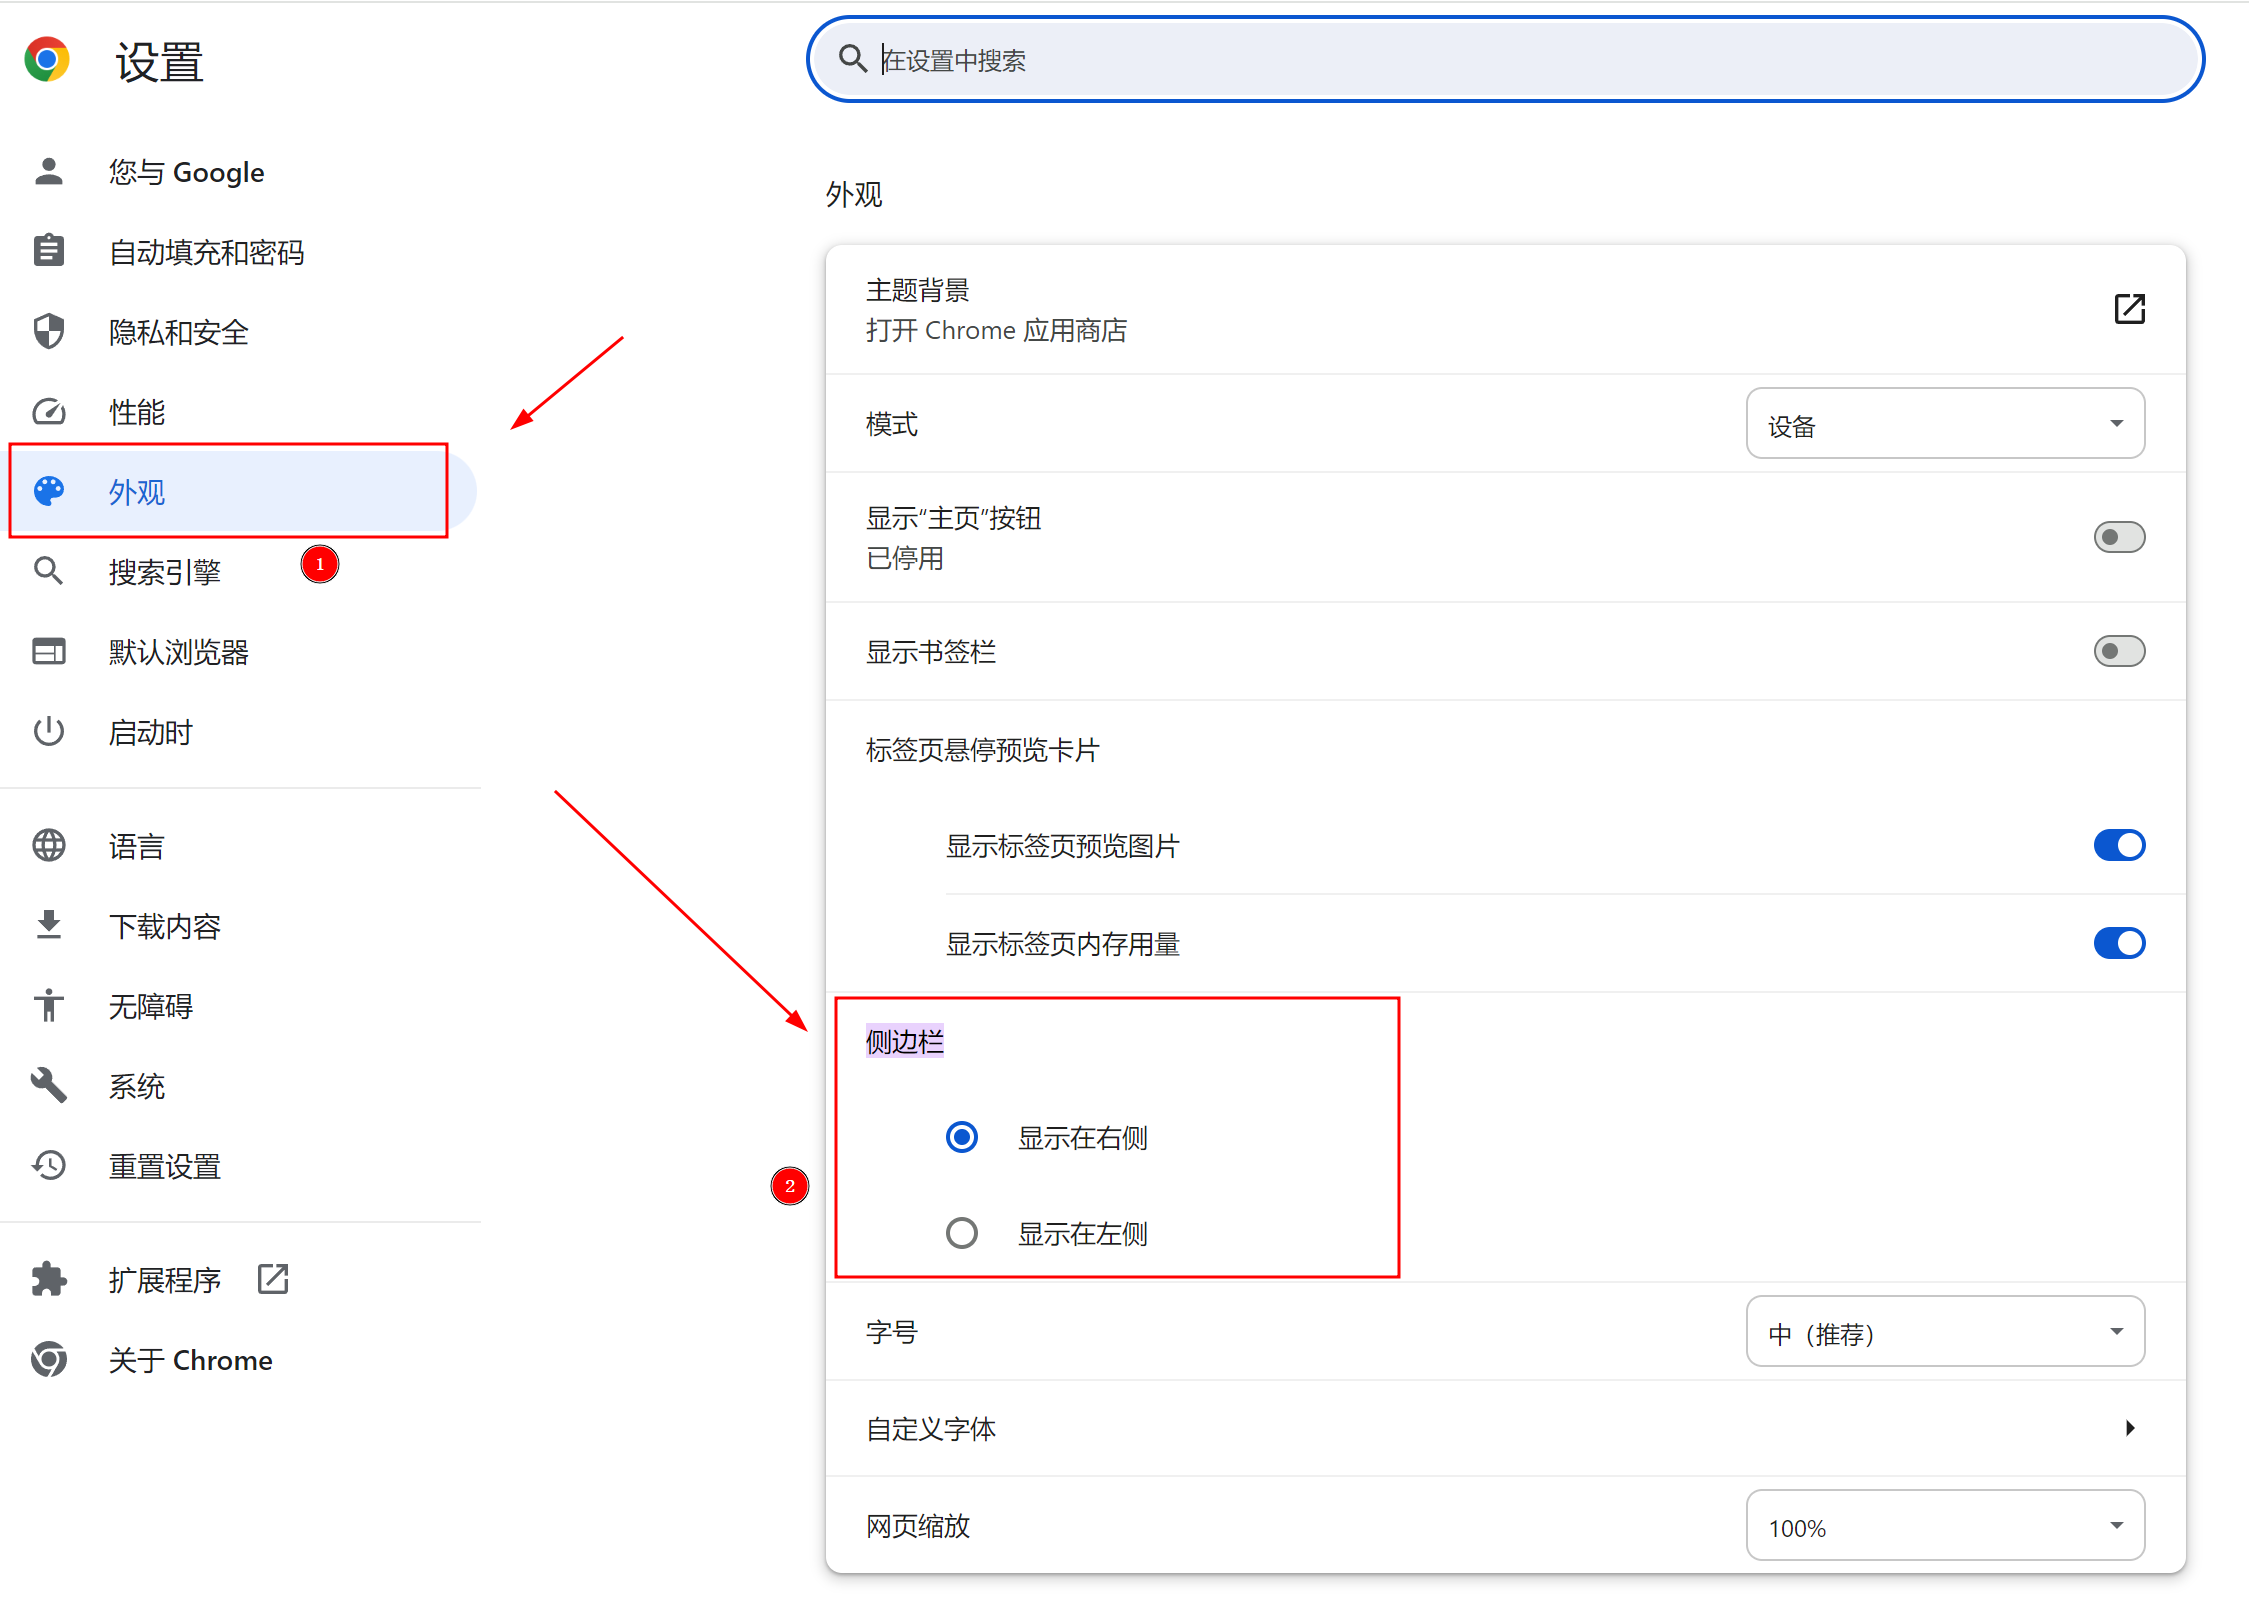 设置
在设置中搜索
您与 Google
自动填充和密码
隐私和安全
性能
外观
搜索引擎
1
默认浏览器
启动时
语言
下载内容
无障碍
系统
重置设置
扩展程序
关于 Chrome
外观
主题背景
打开 Chrome 应用商店
模式
设备
显示“主页”按钮
已停用
显示书签栏
标签页悬停预览卡片
显示标签页预览图片
显示标签页内存用量
侧边栏
显示在右侧
2
显示在左侧
字号
中（推荐）
自定义字体
网页缩放
100%